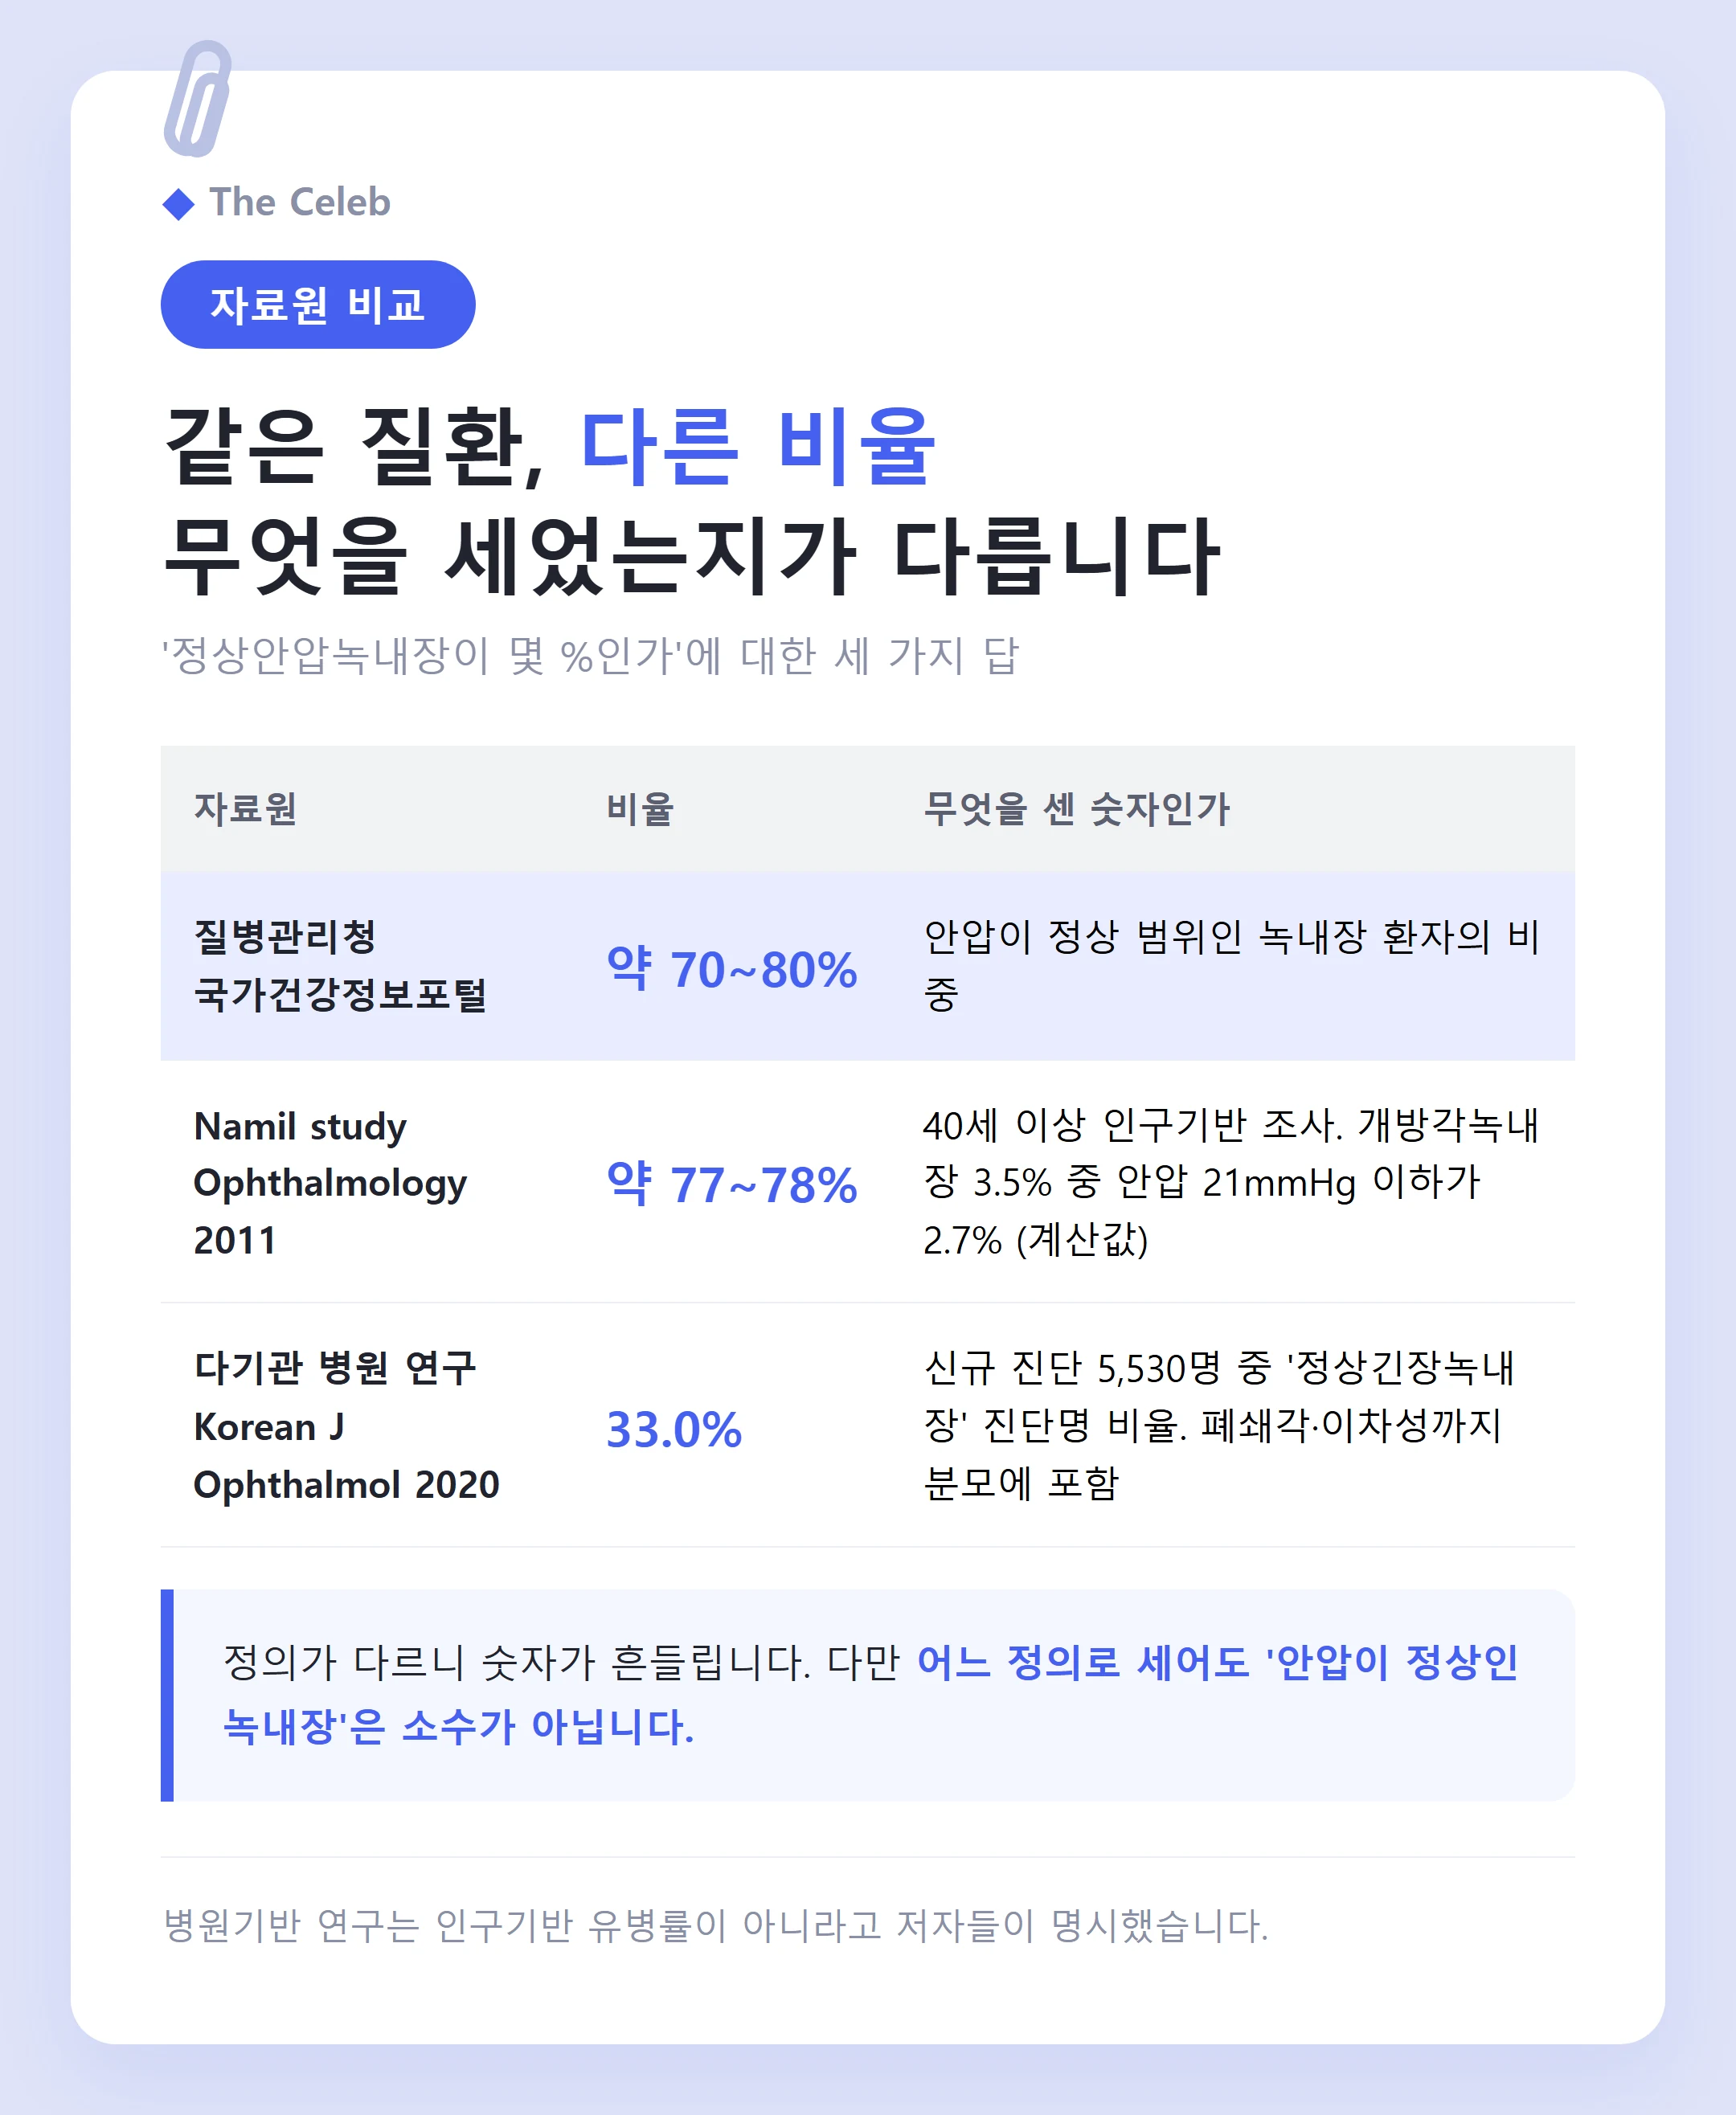 The Celeb
자료원 비교
같은 질환, 다른 비율
무엇을 세었는지가 다릅니다
'정상안압녹내장이 몇 %인가'에 대한 세 가지 답
자료원 비율 무엇을 센 숫자인가
질병관리청
국가건강정보포털
약 70~80%
안압이 정상 범위인 녹내장 환자의 비
중
Namil study
Ophthalmology
2011
약 77~78%
40세 이상 인구기반 조사. 개방각녹내
장 3.5% 중 안압 21mmHg 이하가
2.7% (계산값)
다기관 병원 연구
Korean J
Ophthalmol 2020
33.0%
신규 진단 5,530명 중 '정상긴장녹내
장' 진단명 비율. 폐쇄각·이차성까지
분모에 포함
정의가 다르니 숫자가 흔들립니다. 다만 어느 정의로 세어도 '안압이 정상인
녹내장'은 소수가 아닙니다.
병원기반 연구는 인구기반 유병률이 아니라고 저자들이 명시했습니다.